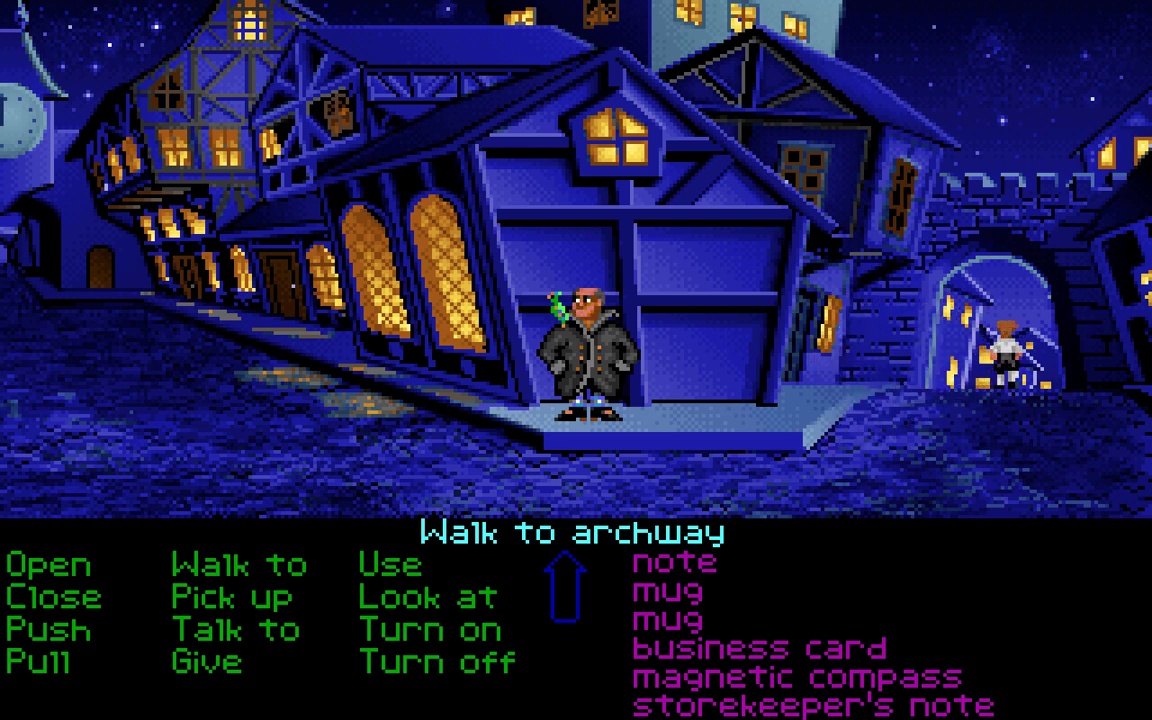 Walk to archway
Open Walk to Use
Close Pick up Look at
Push Talk to Turn on
Pull Give Turn off
note
mug
mug
business card
magnetic compass
storekeeper's note